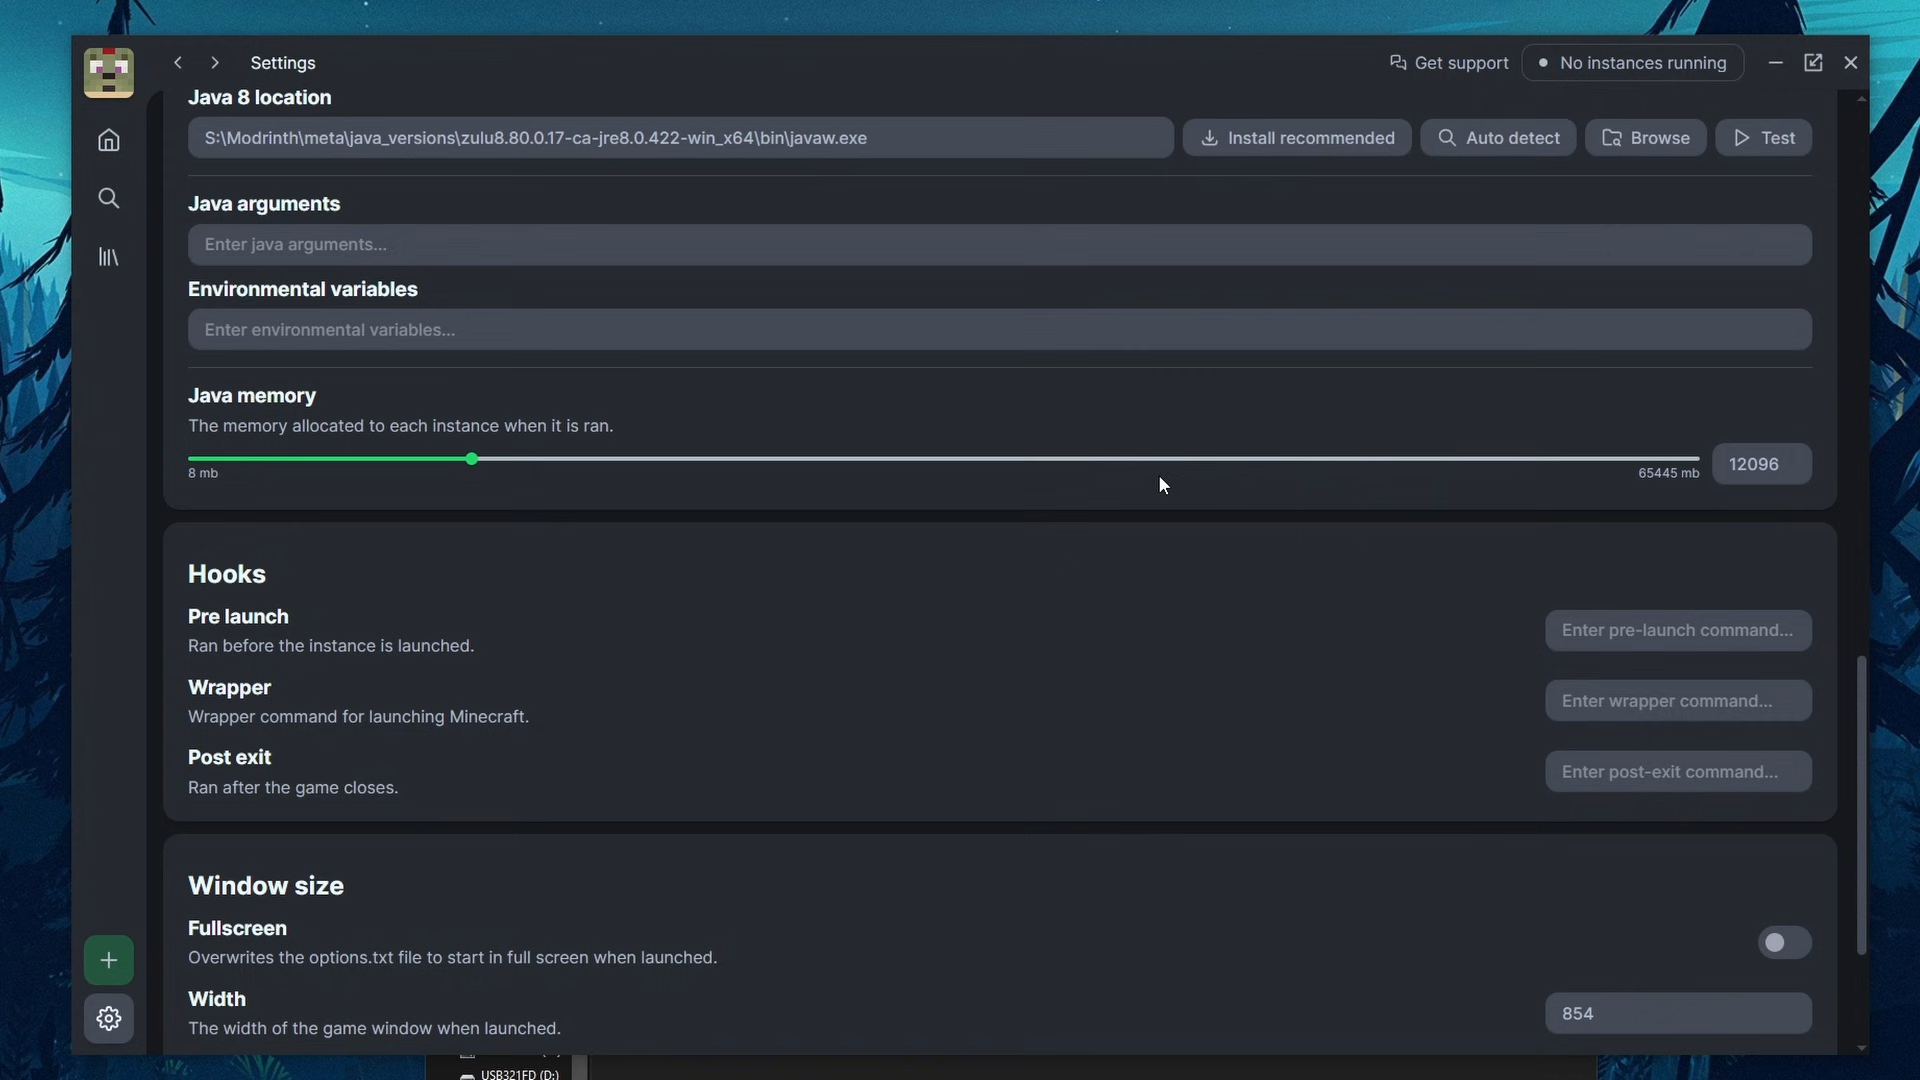 Settings
Get support
No instances running
Java 8 location
S:\Modrinth\meta\java_versions\zulu8.80.0.17-ca-jre8.0.422-win_x64\bin\javaw.exe
Install recommended
Auto detect
Browse
Test
Java arguments
Enter java arguments...
Environmental variables
Enter environmental variables...
Java memory
The memory allocated to each instance when it is ran.
8 mb
65445 mb
12096
Hooks
Pre launch
Ran before the instance is launched.
Enter pre-launch command...
Wrapper
Wrapper command for launching Minecraft.
Enter wrapper command...
Post exit
Ran after the game closes.
Enter post-exit command...
Window size
Fullscreen
Overwrites the options.txt file to start in full screen when launched.
Width
The width of the game window when launched.
854
USB321FD (D:)